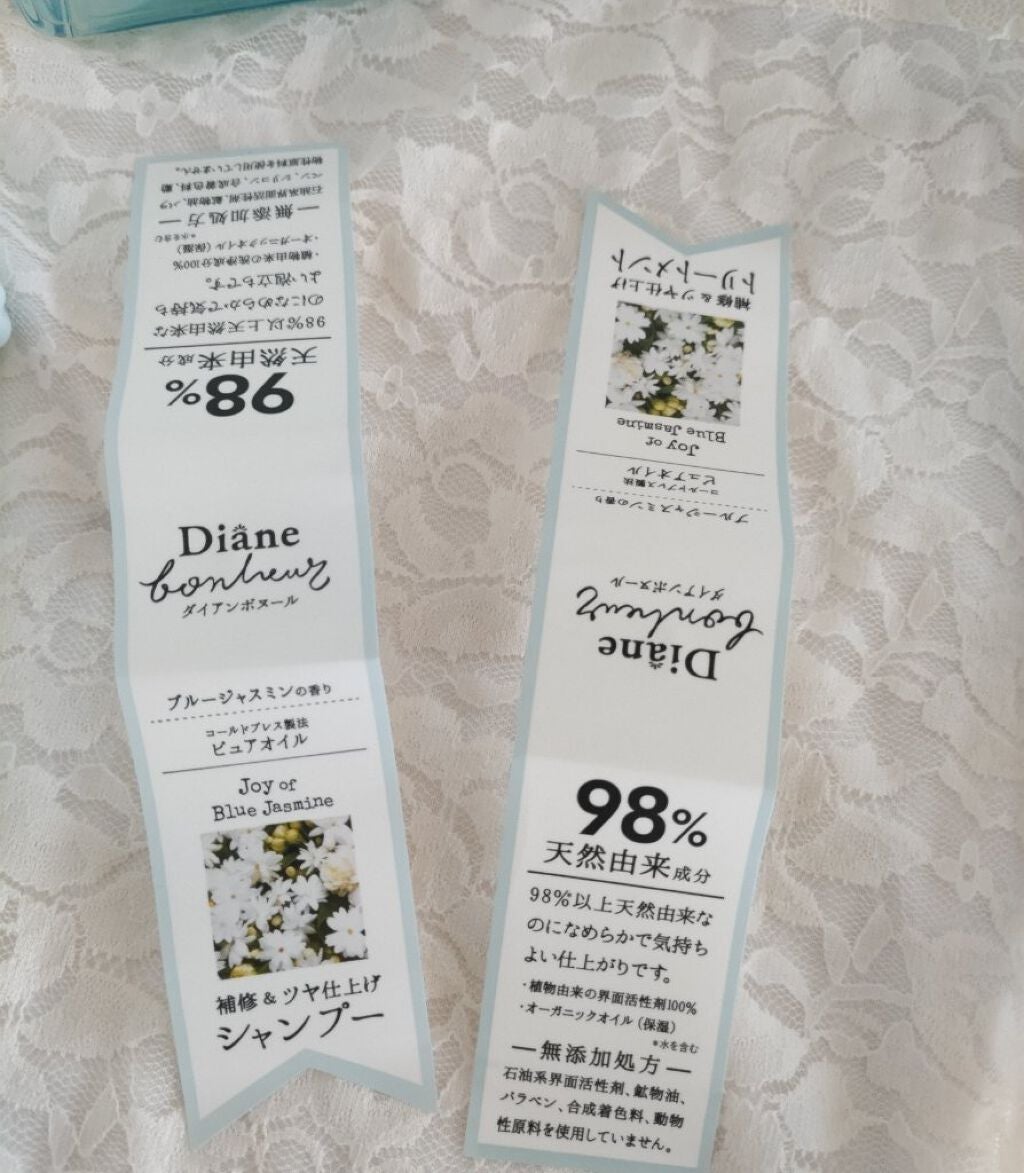 Diane
bonheur
ダイアンボヌール
ブルージャスミンの香り
コールドプレス製法
ピュアオイル
Joy of
Blue Jasmine
補修 & ツヤ仕上げ
シャンプー
98%
天然由来成分
98%以上天然由来な
のになめらかで気持ち
よい泡立ちです。
・植物由来の洗浄成分100%
・オーガニックオイル (保湿)
*水を含む
無添加処方
石油系界面活性剤、鉱物油、パラ
ベン、シリコン、合成着色料、動
物性原料を使用していません。
トリートメント
補修 & ツヤ仕上げ
Joy of
Blue Jasmine
コールドプレス製法
ピュアオイル
ブルージャスミンの香り
Diane
bonheur
ダイアンボヌール
98%
天然由来成分
98%以上天然由来な
のになめらかで気持ち
よい仕上がりです。
・植物由来の界面活性剤100%
・オーガニックオイル (保湿)
*水を含む
無添加処方
石油系界面活性剤、鉱物油、
パラベン、合成着色料、動物
性原料を使用していません。